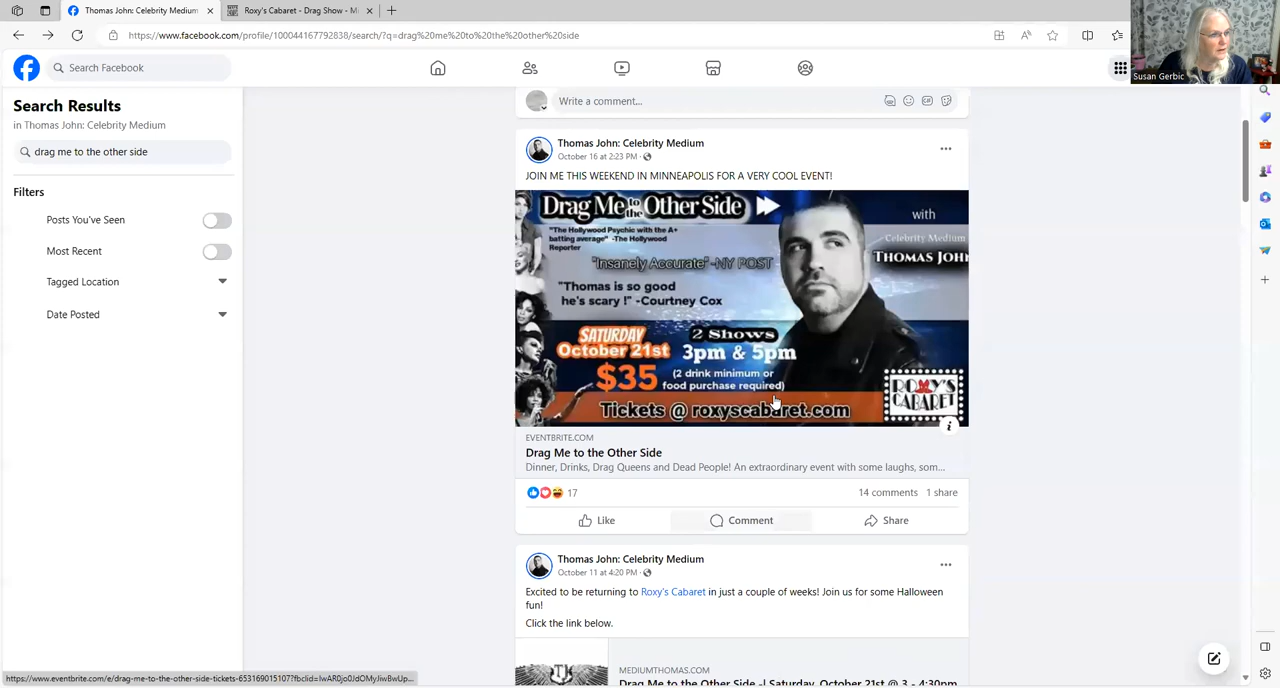 Thomas John: Celebrity Medium
Roxy's Cabaret - Drag Show - M
https://www.facebook.com/profile/100044167792838/search/?q=drag%20me%20to%20the%20other%20side
Susan Gerbic
Search Facebook
Search Results
in Thomas John: Celebrity Medium
drag me to the other side
Filters
Posts You've Seen
Most Recent
Tagged Location
Date Posted
Write a comment...
Thomas John: Celebrity Medium
October 16 at 2:23 PM ·
JOIN ME THIS WEEKEND IN MINNEAPOLIS FOR A VERY COOL EVENT!
Drag Me to the Other Side
with
Celebrity Medium
THOMAS JOHN
"The Hollywood Psychic with the A+
batting average" -The Hollywood
Reporter
"Insanely Accurate" -NY POST
"Thomas is so good
he's scary !" -Courtney Cox
SATURDAY
October 21st
2 Shows
3pm & 5pm
$35
(2 drink minimum or
food purchase required)
Tickets @ roxyscabaret.com
ROXY'S
CABARET
EVENTBRITE.COM
Drag Me to the Other Side
Dinner, Drinks, Drag Queens and Dead People! An extraordinary event with some laughs, som...
17
14 comments 1 share
Like
Comment
Share
Thomas John: Celebrity Medium
October 11 at 4:20 PM ·
Excited to be returning to Roxy's Cabaret in just a couple of weeks! Join us for some Halloween
fun!
Click the link below.
MEDIUMTHOMAS.COM
Drag Me to the Other Side -| Saturday, October 21st @ 3 - 4:30pm
https://www.eventbrite.com/e/drag-me-to-the-other-side-tickets-653169015107?fbclid=IwAR0jo0JdOMyJiwBwUp...